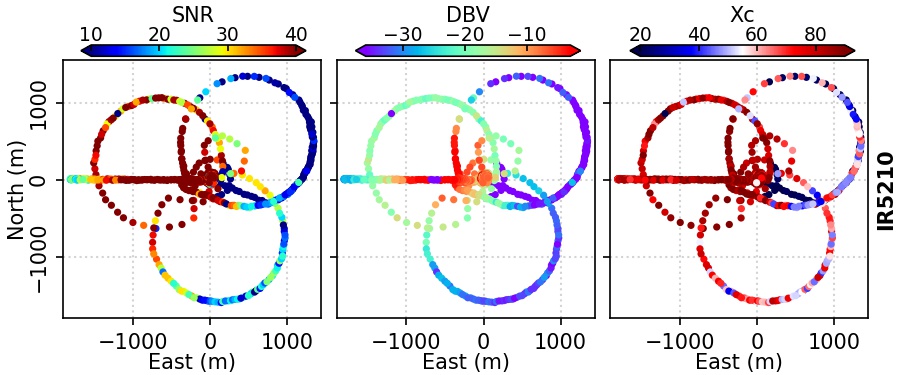 SNR DBV Xc
10 20 30 40 −30 −20 −10 20 40 60 80
North (m)
1000
0
−1000
IR5210
−1000 0 1000 −1000 0 1000 −1000 0 1000
East (m) East (m) East (m)